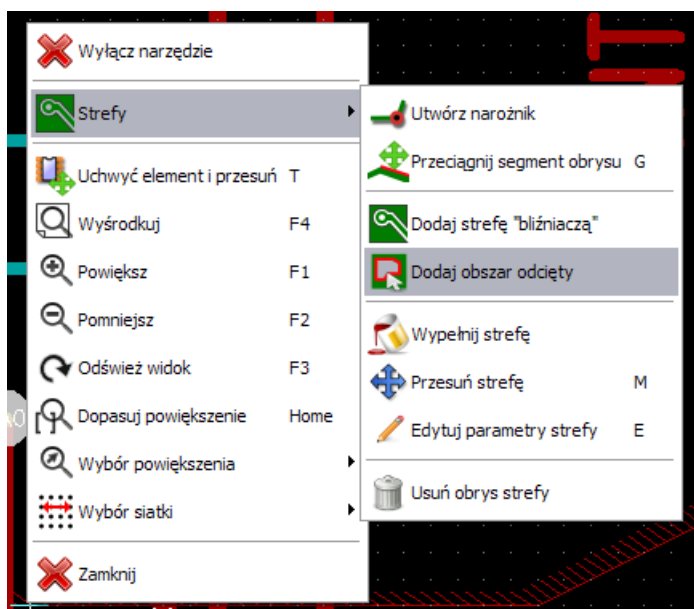 Wyłącz narzędzie
Strefy
Uchwyć element i przesuń T
Wyśrodkuj F4
Powiększ F1
Pomniejsz F2
Odśwież widok F3
Dopasuj powiększenie Home
Wybór powiększenia
Wybór siatki
Zamknij
Utwórz narożnik
Przeciągnij segment obrysu G
Dodaj strefę "bliźniaczą"
Dodaj obszar odcięty
Wypełnij strefę
Przesuń strefę M
Edytuj parametry strefy E
Usuń obrys strefy